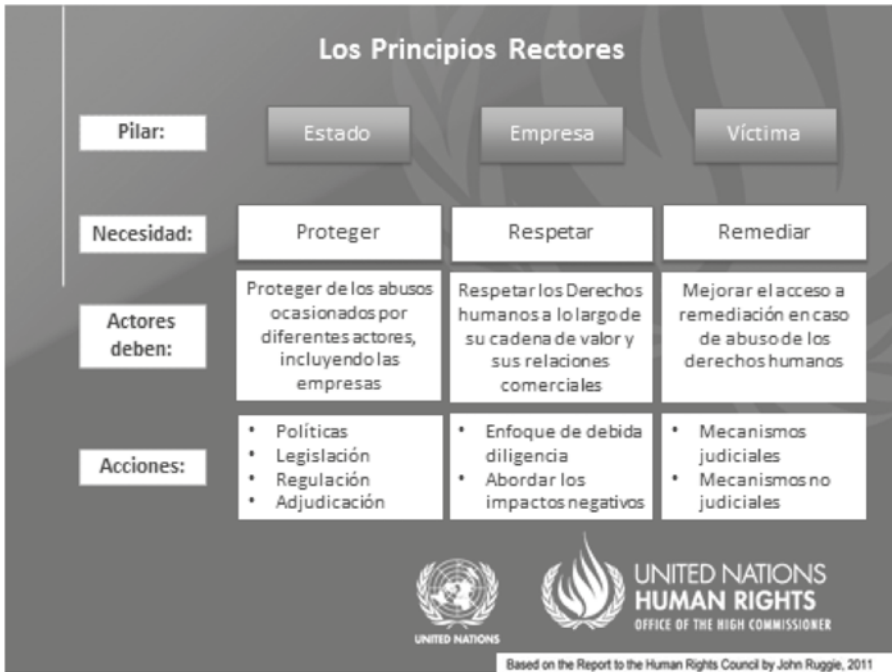 Los Principios Rectores
Pilar:
Estado
Empresa
Víctima
Necesidad:
Proteger
Respetar
Remediar
Actores
deben:
Proteger de los abusos
ocasionados por
diferentes actores,
incluyendo las
empresas
Respetar los Derechos
humanos a lo largo de
su cadena de valor y
sus relaciones
comerciales
Mejorar el acceso a
remediación en caso
de abuso de los
derechos humanos
Acciones:
• Políticas
• Legislación
• Regulación
• Adjudicación
• Enfoque de debida
diligencia
• Abordar los
impactos negativos
• Mecanismos
judiciales
• Mecanismos no
judiciales
UNITED NATIONS
UNITED NATIONS
HUMAN RIGHTS
OFFICE OF THE HIGH COMMISSIONER
Based on the Report to the Human Rights Council by John Ruggie, 2011